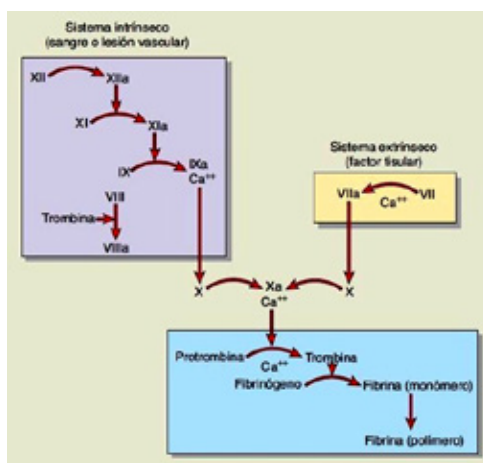 Sistema intrínseco
(sangre o lesión vascular)
XII
XIIa
XI
XIa
IX
IXa
Ca++
VIII
Trombina
VIIIa
Sistema extrínseco
(factor tisular)
VIIa
VII
Ca++
X
Xa
X
Ca++
Protrombina
Trombina
Ca++
Fibrinógeno
Fibrina (monómero)
Fibrina (polímero)